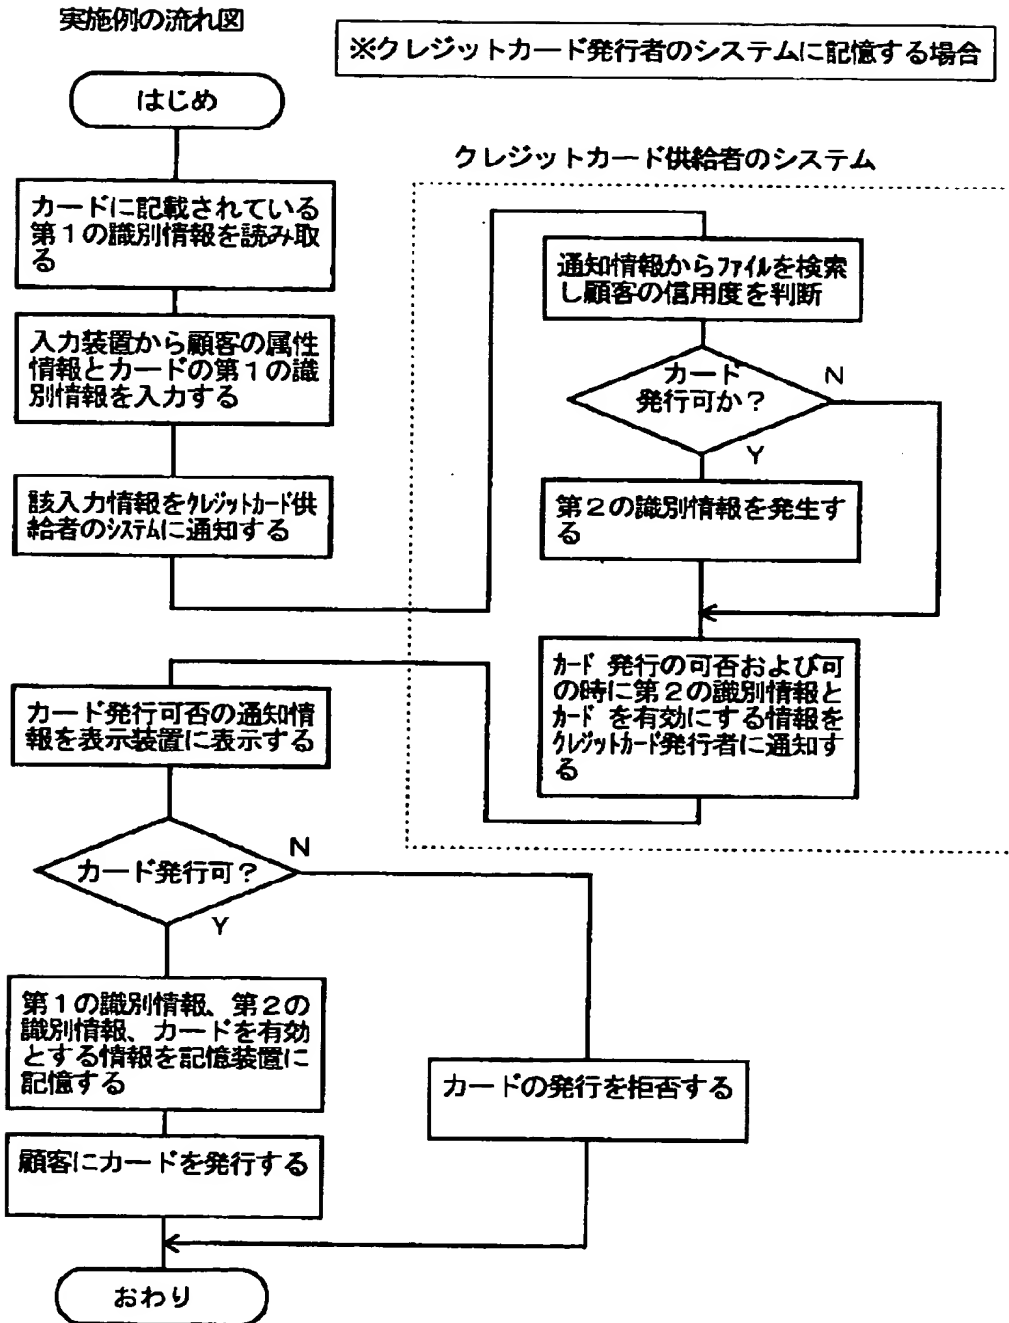 実施例の流れ図
※クレジットカード発行者のシステムに記憶する場合
はじめ
カードに記載されている
第1の識別情報を読み取
る
入力装置から顧客の属性
情報とカードの第1の識
別情報を入力する
該入力情報をクレジットカード供
給者のシステムに通知する
クレジットカード供給者のシステム
通知情報からファイルを検索
し顧客の信用度を判断
カード
発行可か？
N
Y
第2の識別情報を発生す
る
カード 発行の可否および可
の時に第2の識別情報と
カード を有効にする情報を
クレジットカード発行者に通知す
る
カード発行可否の通知情
報を表示装置に表示する
カード発行可？
N
Y
第1の識別情報、第2の
識別情報、カードを有効
とする情報を記憶装置に
記憶する
カードの発行を拒否する
顧客にカードを発行する
おわり